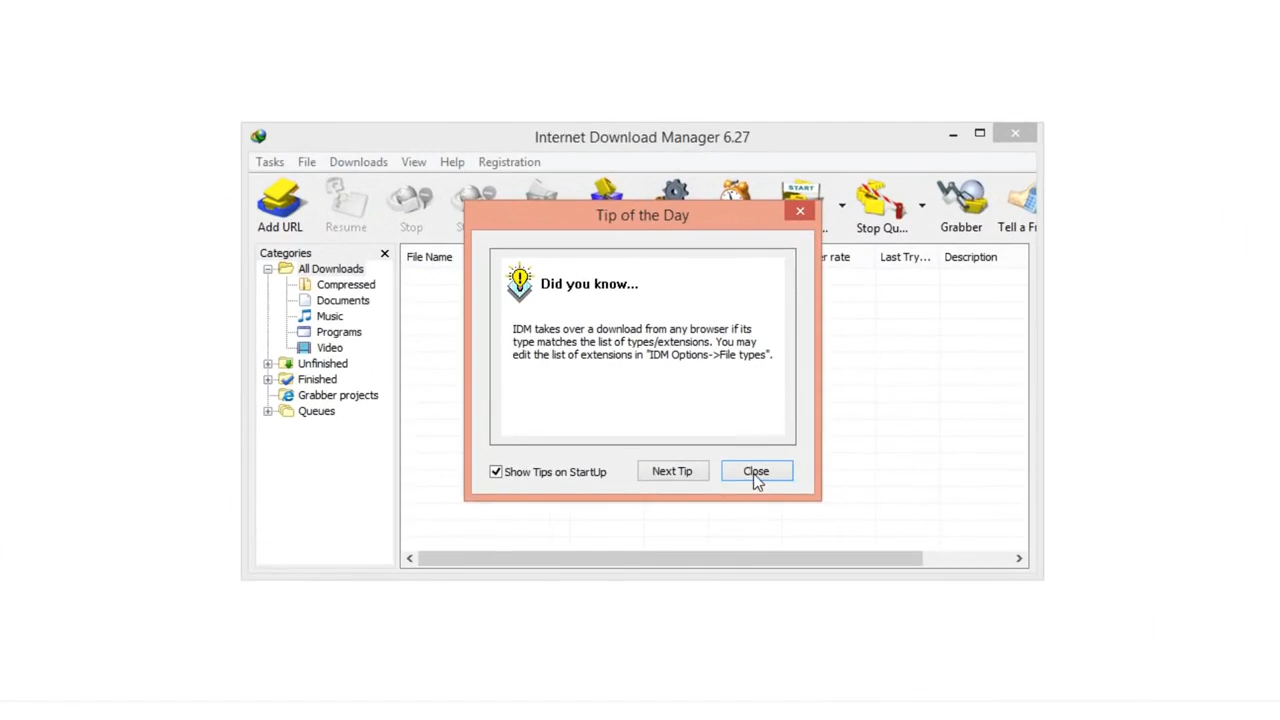 Internet Download Manager 6.27
Tasks File Downloads View Help Registration
START
Add URL Resume Stop Stop Qu... Grabber Tell a Fr
Tip of the Day
Categories
File Name Last Try... Description
er rate
All Downloads
Compressed
Documents
Music
Programs
Video
Unfinished
Finished
Grabber projects
Queues
Did you know...
IDM takes over a download from any browser if its
type matches the list of types/extensions. You may
edit the list of extensions in "IDM Options->File types".
Show Tips on StartUp Next Tip Close